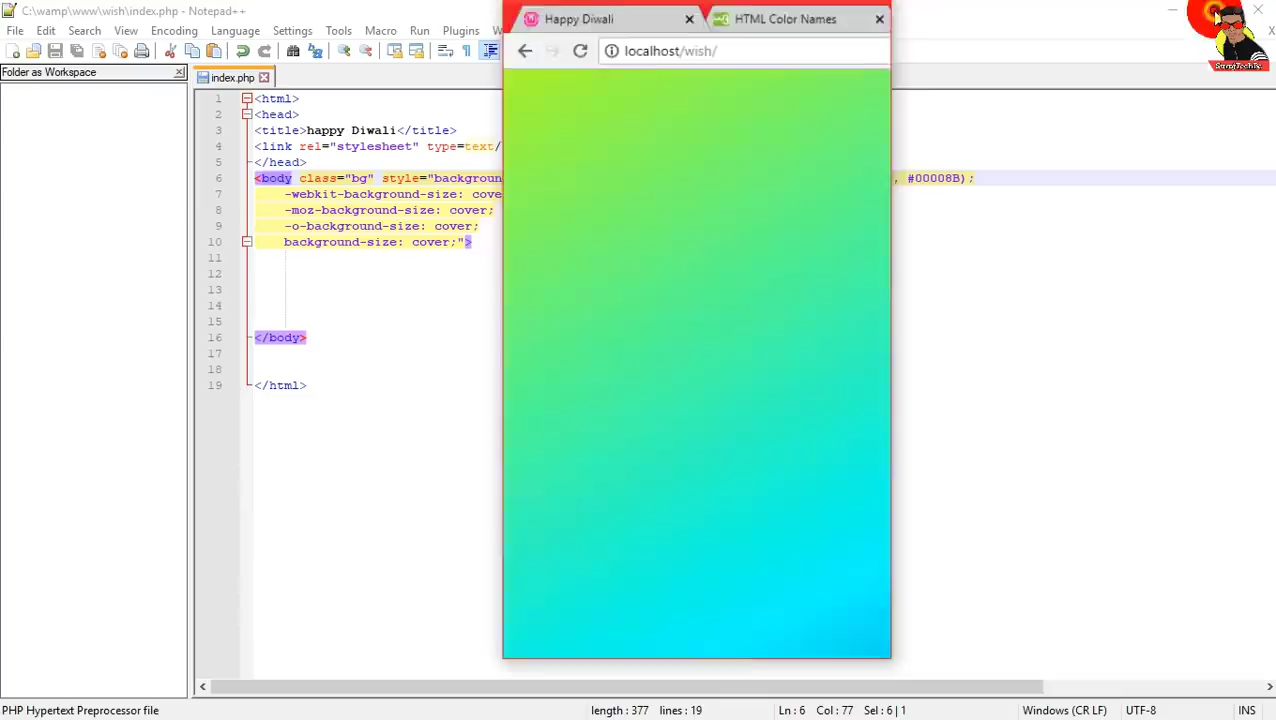 C:\wamp\www\wish\index.php - Notepad++
File Edit Search View Encoding Language Settings Tools Macro Run Plugins
Folder as Workspace
index.php
1 <html>
2 <head>
3 <title>happy Diwali</title>
4 <link rel="stylesheet" type=text/
5 </head>
6 <body class="bg" style="backgroun , #00008B);
7 -webkit-background-size: cove
8 -moz-background-size: cover;
9 -o-background-size: cover;
10 background-size: cover;">
11
12
13
14
15
16 </body>
17
18
19 </html>
Happy Diwali
HTML Color Names
localhost/wish/
PHP Hypertext Preprocessor file length : 377 lines : 19 Ln : 6 Col : 77 Sel : 6 | 1 Windows (CR LF) UTF-8 INS